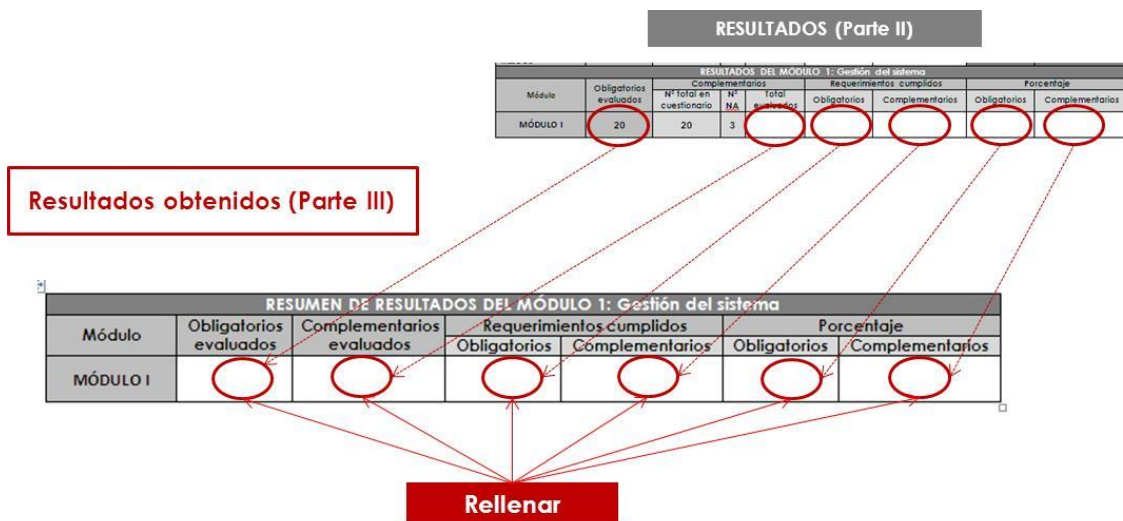 RESULTADOS (Parte II)
RESULTADOS DEL MÓDULO 1: Gestión del sistema
Módulo
Obligatorios evaluados
Complementarios
Requerimientos cumplidos
Porcentaje
Nº total en cuestionario
Nº NA
Total evaluados
Obligatorios
Complementarios
Obligatorios
Complementarios
MÓDULO I
20
20
3
Resultados obtenidos (Parte III)
RESUMEN DE RESULTADOS DEL MÓDULO 1: Gestión del sistema
Módulo
Obligatorios evaluados
Complementarios evaluados
Requerimientos cumplidos
Porcentaje
Obligatorios
Complementarios
Obligatorios
Complementarios
MÓDULO I
Rellenar